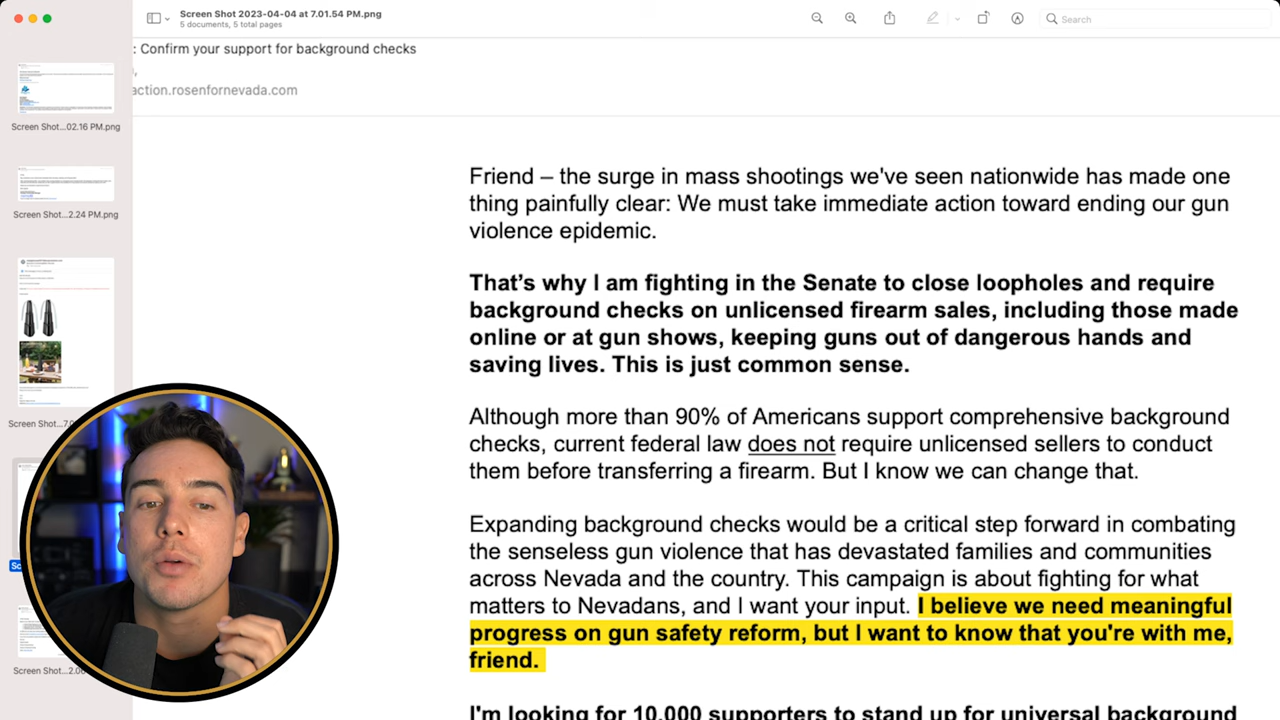 Screen Shot 2023-04-04 at 7.01.54 PM.png
5 documents, 5 total pages
Search
: Confirm your support for background checks
action.rosenfornevada.com
Screen Shot...02.16 PM.png
Screen Shot...2.24 PM.png
Screen Shot...7.0
Sc
Screen Shot...2.06
Friend – the surge in mass shootings we've seen nationwide has made one
thing painfully clear: We must take immediate action toward ending our gun
violence epidemic.
That's why I am fighting in the Senate to close loopholes and require
background checks on unlicensed firearm sales, including those made
online or at gun shows, keeping guns out of dangerous hands and
saving lives. This is just common sense.
Although more than 90% of Americans support comprehensive background
checks, current federal law does not require unlicensed sellers to conduct
them before transferring a firearm. But I know we can change that.
Expanding background checks would be a critical step forward in combating
the senseless gun violence that has devastated families and communities
across Nevada and the country. This campaign is about fighting for what
matters to Nevadans, and I want your input. I believe we need meaningful
progress on gun safety reform, but I want to know that you're with me,
friend.
I'm looking for 10,000 supporters to stand up for universal background